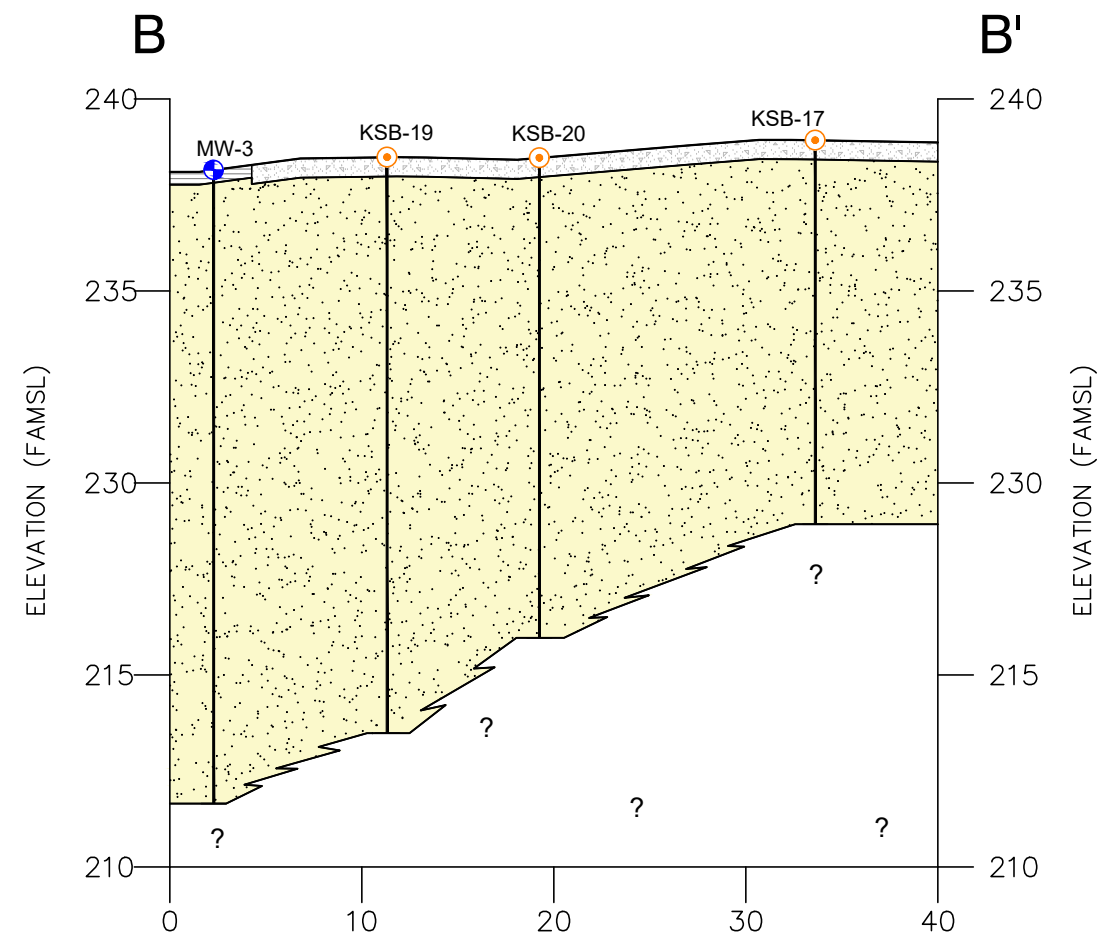 B
B'
240
240
MW-3
KSB-19
KSB-20
KSB-17
235
235
ELEVATION (FAMSL)
ELEVATION (FAMSL)
230
230
?
215
215
?
?
?
?
210
210
0
10
20
30
40